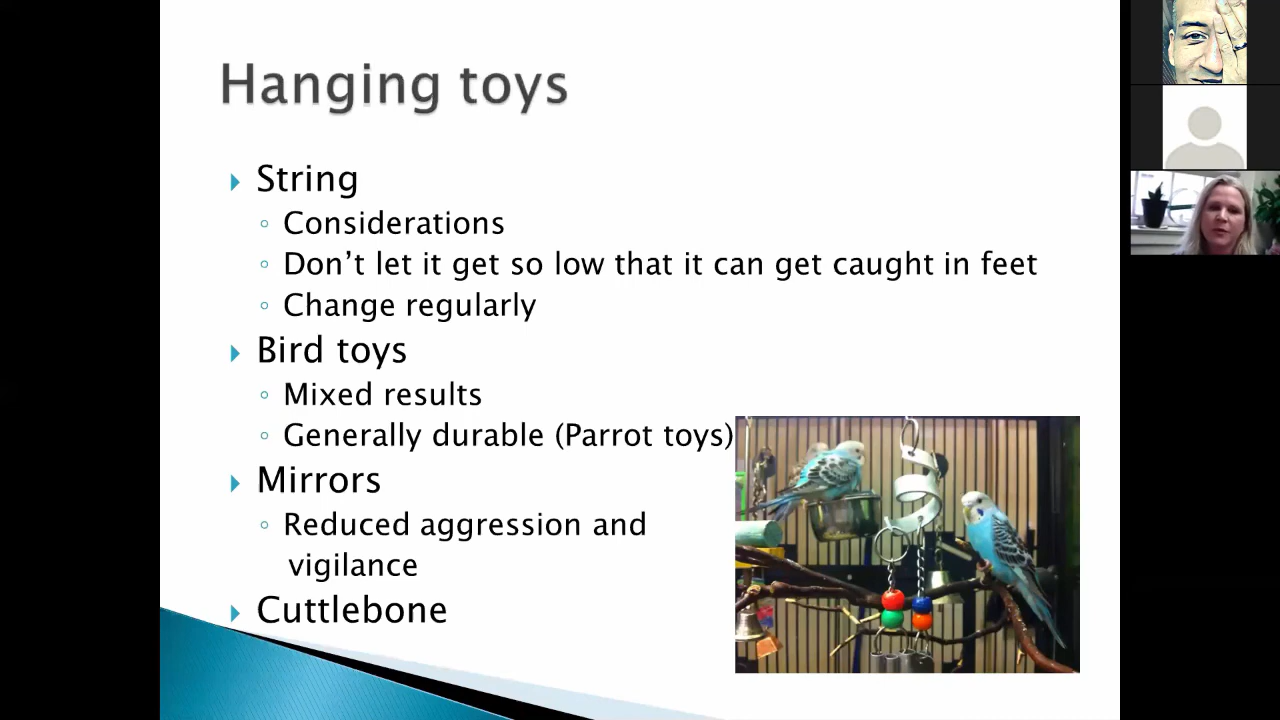 Hanging toys
String
Considerations
Don't let it get so low that it can get caught in feet
Change regularly
Bird toys
Mixed results
Generally durable (Parrot toys)
Mirrors
Reduced aggression and
vigilance
Cuttlebone